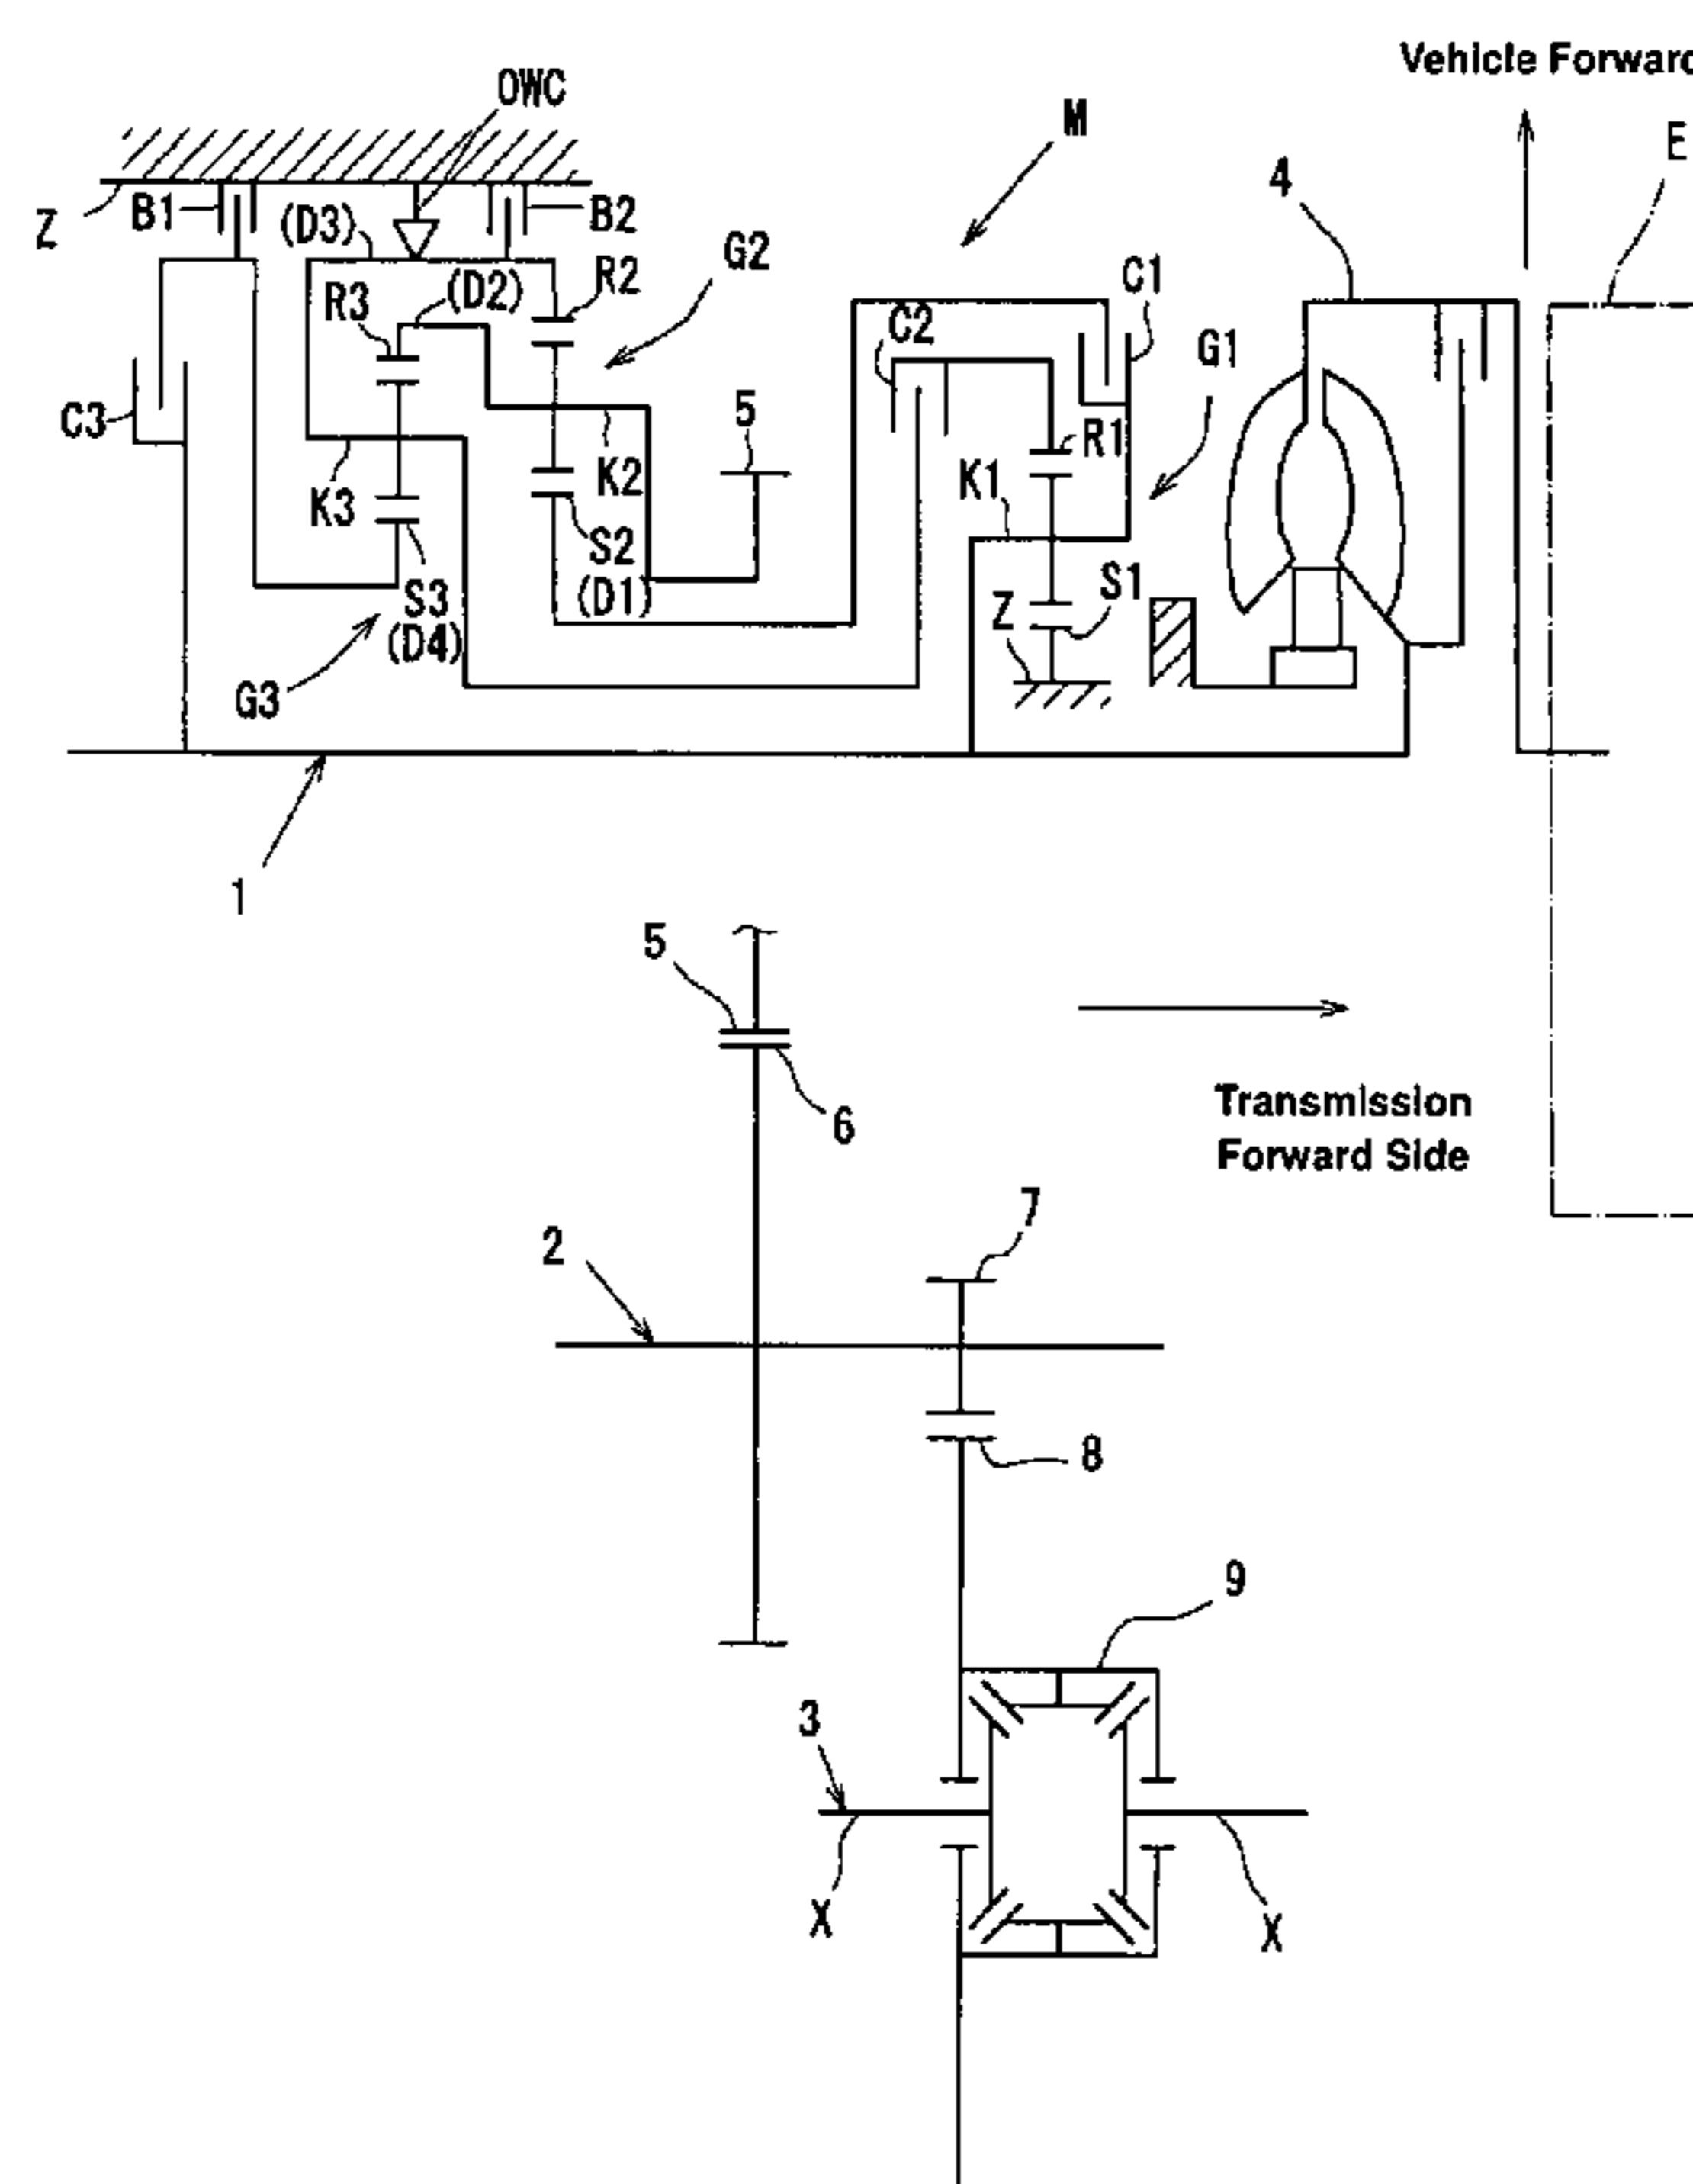 Vehicle Forward
OWC
M
E
4
Z
B1
(D3)
B2
G2
R3
(D2)
R2
C1
C2
G1
C3
5
R1
K3
K2
K1
S2
(D1)
S3
(D4)
Z
S1
G3
1
5
6
Transmission
Forward Side
7
2
8
9
3
X
X